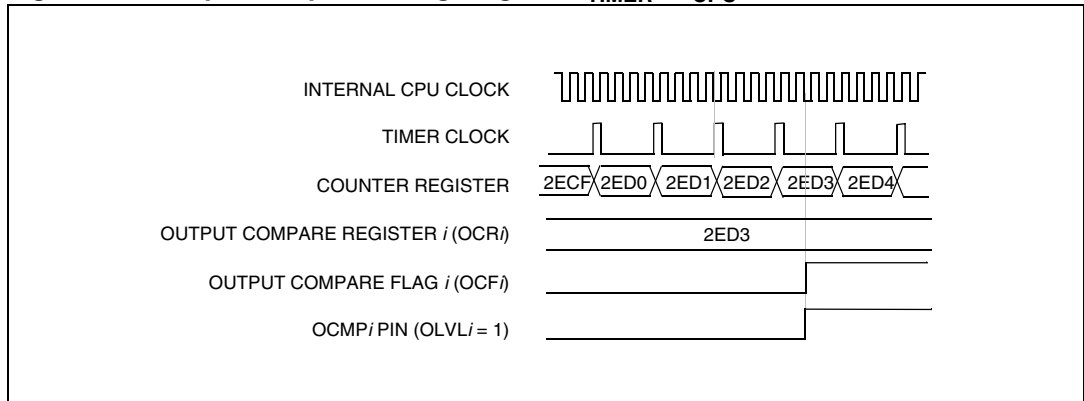 INTERNAL CPU CLOCK
TIMER CLOCK
COUNTER REGISTER 2ECF 2ED0 2ED1 2ED2 2ED3 2ED4
OUTPUT COMPARE REGISTER i (OCRi) 2ED3
OUTPUT COMPARE FLAG i (OCFi)
OCMPi PIN (OLVLi = 1)